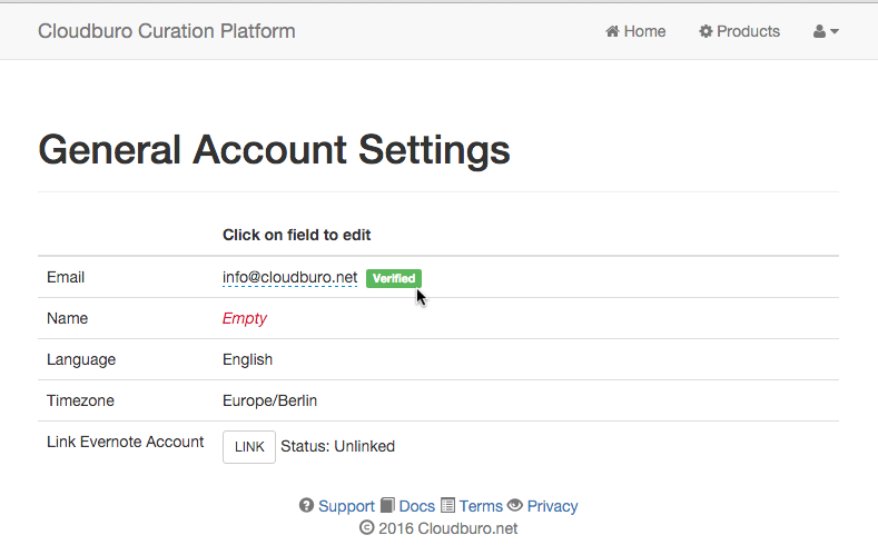 Cloudburo Curation Platform Home Products
General Account Settings
Click on field to edit
Email info@cloudburo.net Verified
Name Empty
Language English
Timezone Europe/Berlin
Link Evernote Account LINK Status: Unlinked
Support Docs Terms Privacy
© 2016 Cloudburo.net